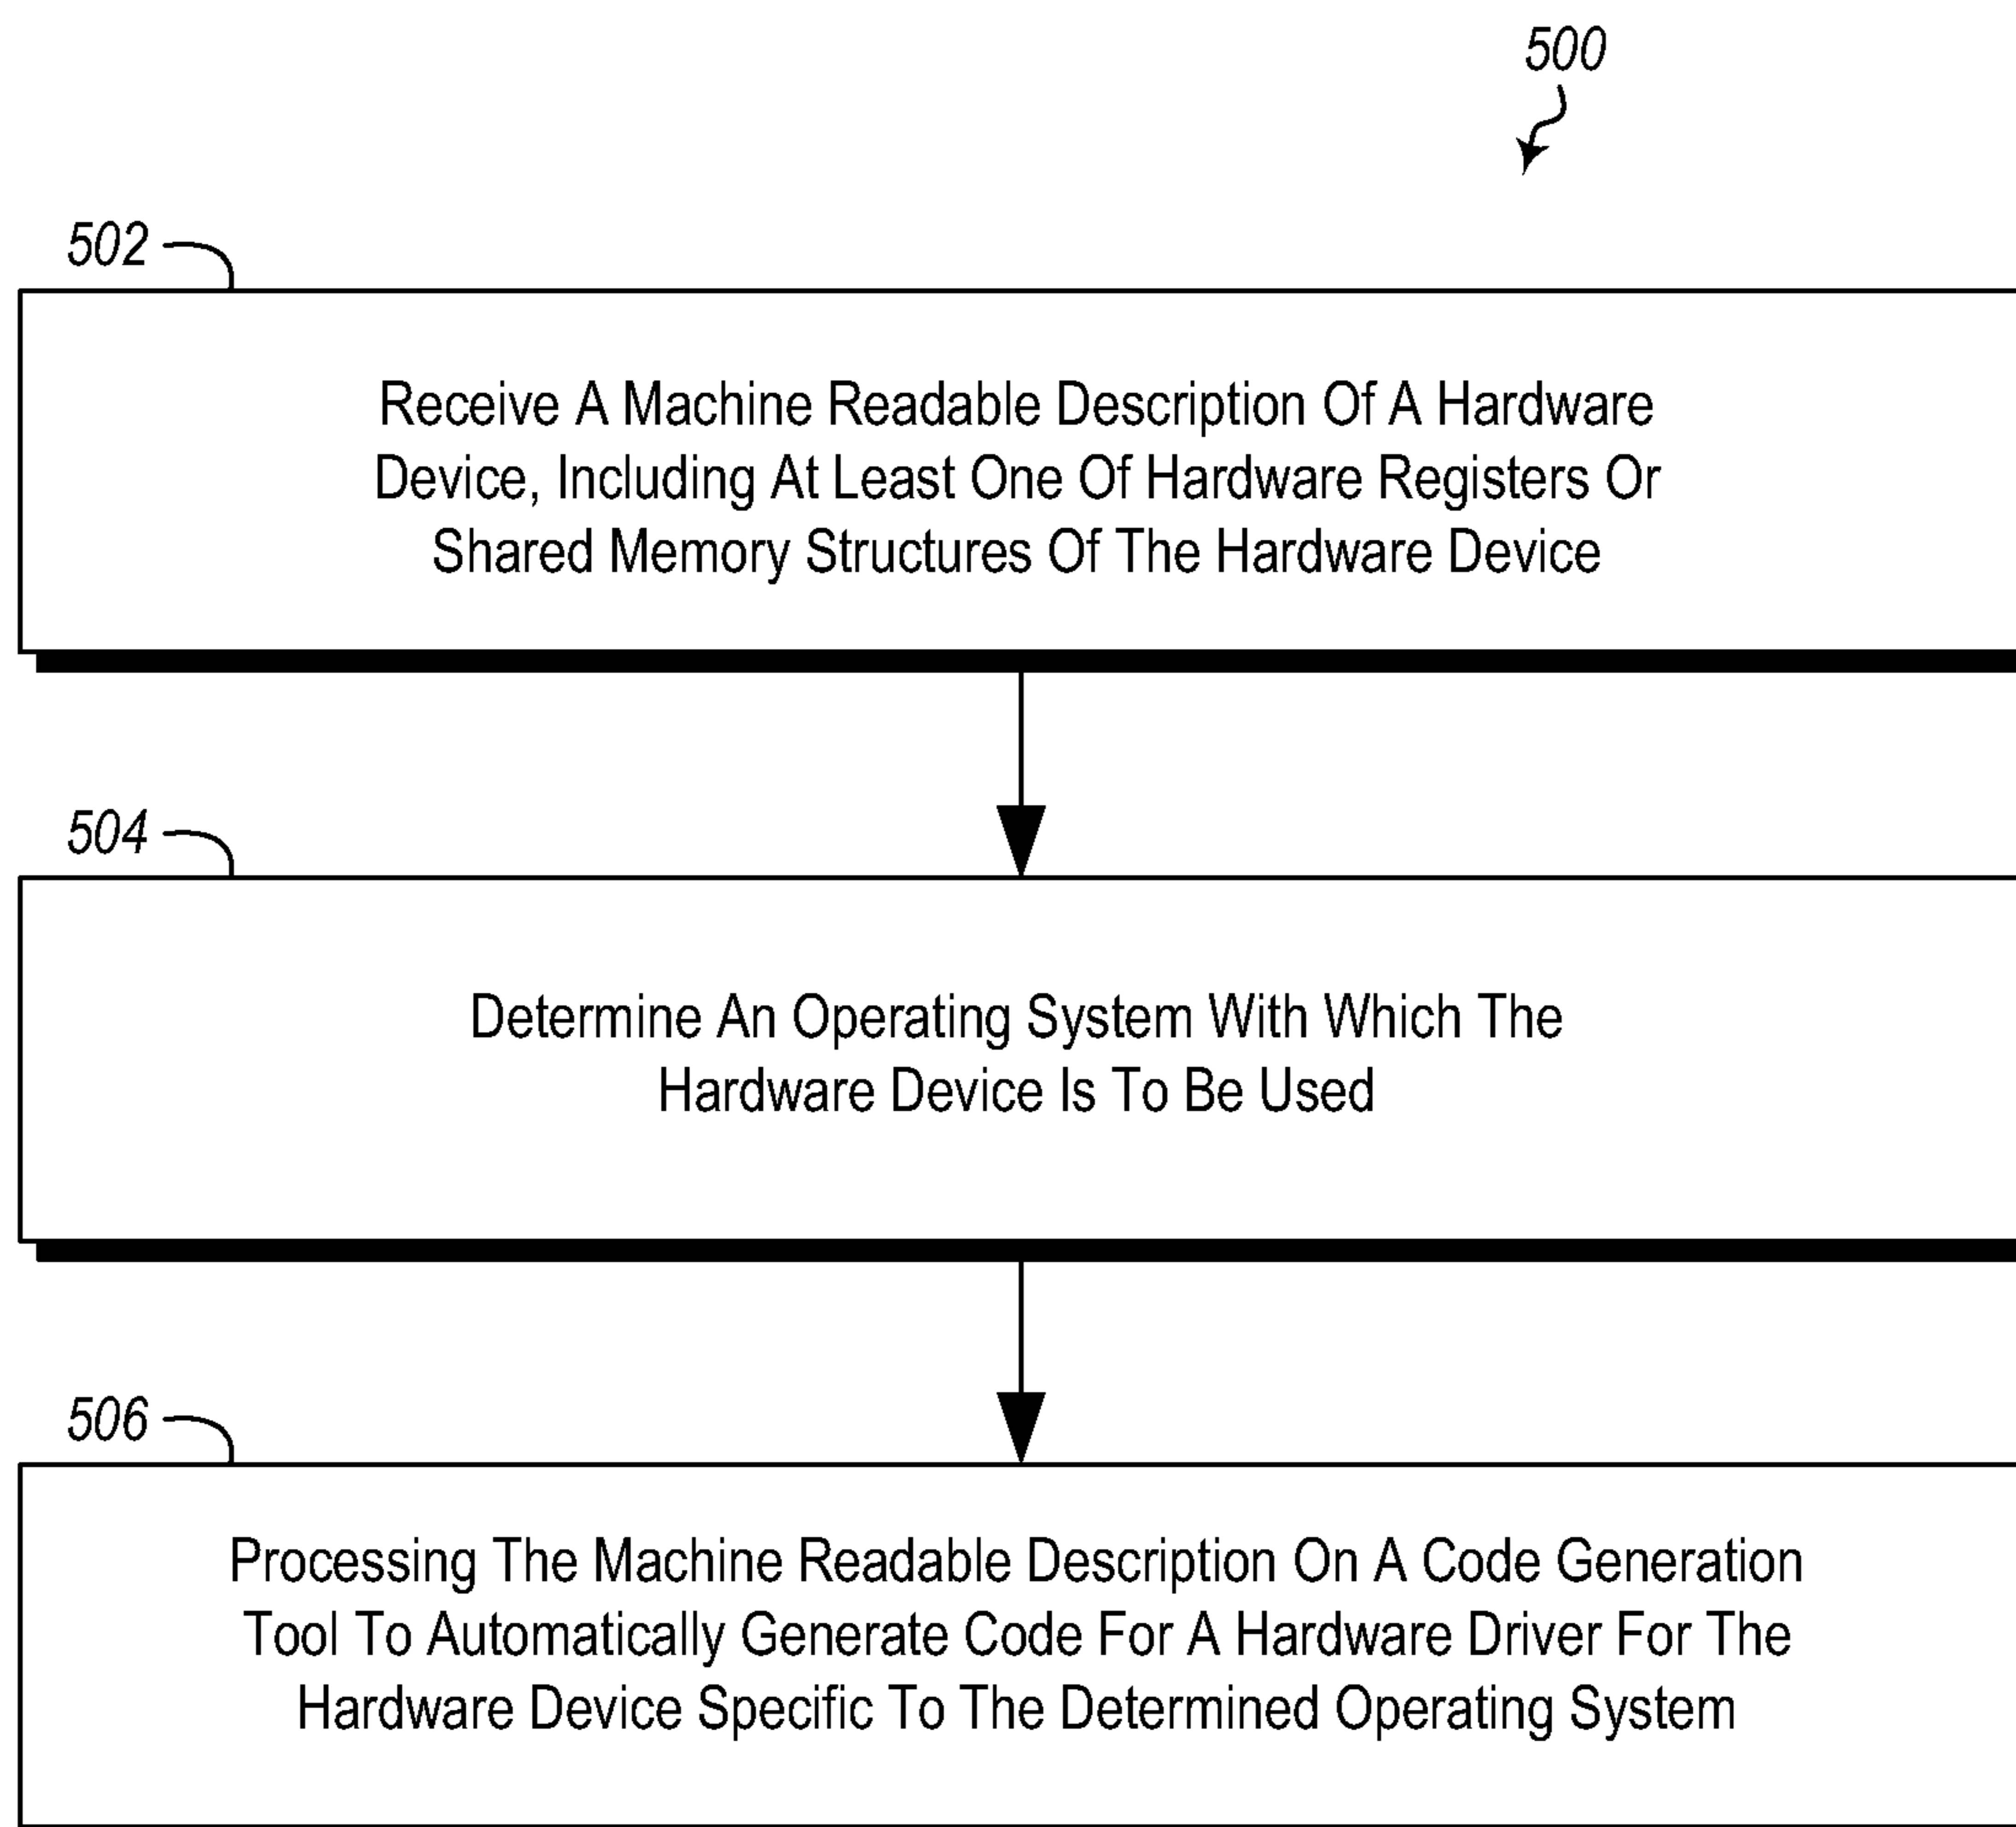 500
502
Receive A Machine Readable Description Of A Hardware
Device, Including At Least One Of Hardware Registers Or
Shared Memory Structures Of The Hardware Device
504
Determine An Operating System With Which The
Hardware Device Is To Be Used
506
Processing The Machine Readable Description On A Code Generation
Tool To Automatically Generate Code For A Hardware Driver For The
Hardware Device Specific To The Determined Operating System